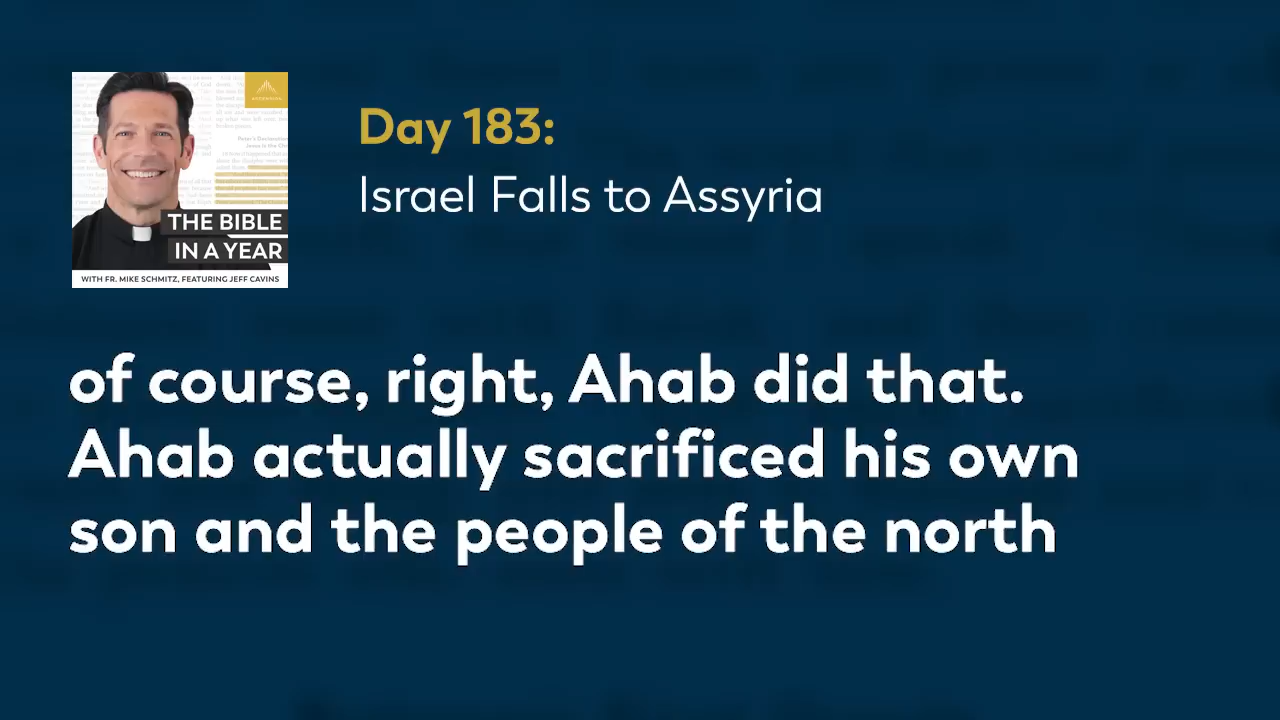 Day 183:
Israel Falls to Assyria
THE BIBLE
IN A YEAR
WITH FR. MIKE SCHMITZ, FEATURING JEFF CAVINS
of course, right, Ahab did that.
Ahab actually sacrificed his own
son and the people of the north